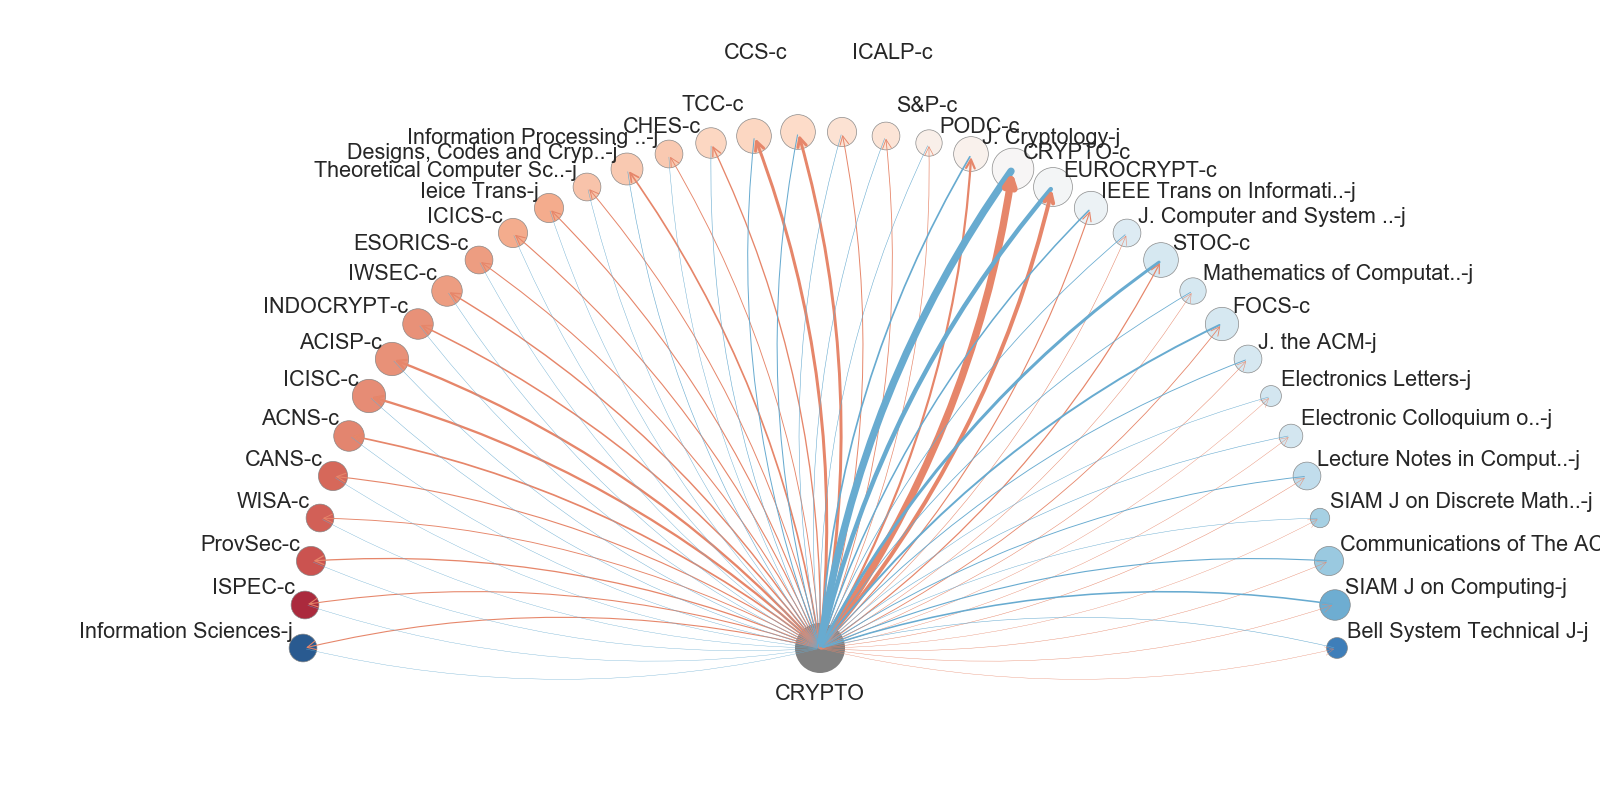 CCS-c
ICALP-c
TCC-c
S&P-c
CHES-c
PODC-c
Information Processing ..-j
J. Cryptology-j
Designs, Codes and Cryp..-j
CRYPTO-c
Theoretical Computer Sc..-j
EUROCRYPT-c
Ieice Trans-j
IEEE Trans on Informati..-j
ICICS-c
J. Computer and System ..-j
ESORICS-c
STOC-c
IWSEC-c
Mathematics of Computat..-j
INDOCRYPT-c
FOCS-c
ACISP-c
J. the ACM-j
ICISC-c
Electronics Letters-j
ACNS-c
Electronic Colloquium o..-j
CANS-c
Lecture Notes in Comput..-j
WISA-c
SIAM J on Discrete Math..-j
ProvSec-c
Communications of The AC
ISPEC-c
SIAM J on Computing-j
Information Sciences-j
Bell System Technical J-j
CRYPTO